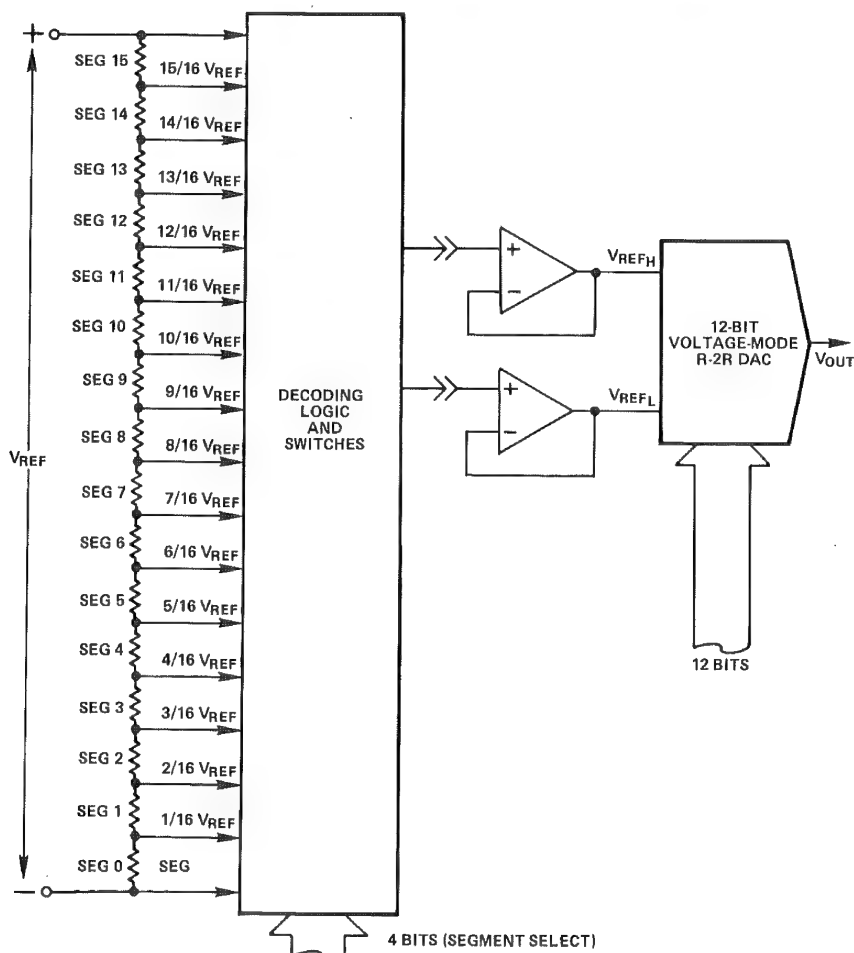 +
SEG 15
15/16 VREF
SEG 14
14/16 VREF
SEG 13
13/16 VREF
SEG 12
12/16 VREF
SEG 11
11/16 VREF
SEG 10
10/16 VREF
SEG 9
9/16 VREF
SEG 8
8/16 VREF
VREF
SEG 7
7/16 VREF
SEG 6
6/16 VREF
SEG 5
5/16 VREF
SEG 4
4/16 VREF
SEG 3
3/16 VREF
SEG 2
2/16 VREF
SEG 1
1/16 VREF
SEG 0
SEG
–
DECODING
LOGIC
AND
SWITCHES
4 BITS (SEGMENT SELECT)
+
–
VREFH
+
–
VREFL
12-BIT
VOLTAGE-MODE
R-2R DAC
VOUT
12 BITS